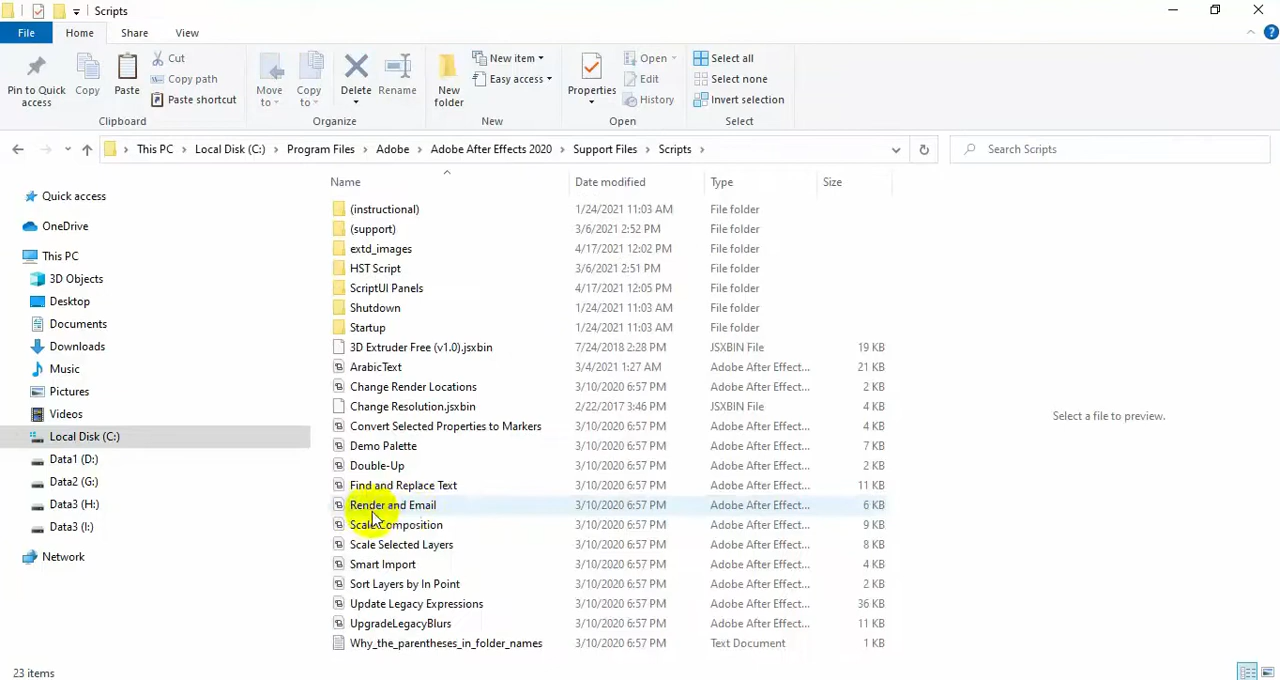 Scripts
File Home Share View
Pin to Quick access
Copy
Paste
Cut
Copy path
Paste shortcut
Clipboard
Move to
Copy to
Delete
Rename
Organize
New folder
New item
Easy access
New
Properties
Open
Edit
History
Open
Select all
Select none
Invert selection
Select
This PC > Local Disk (C:) > Program Files > Adobe > Adobe After Effects 2020 > Support Files > Scripts >
Search Scripts
Quick access
OneDrive
This PC
3D Objects
Desktop
Documents
Downloads
Music
Pictures
Videos
Local Disk (C:)
Data1 (D:)
Data2 (G:)
Data3 (H:)
Data3 (I:)
Network
Name Date modified Type Size
(instructional) 1/24/2021 11:03 AM File folder
(support) 3/6/2021 2:52 PM File folder
extd_images 4/17/2021 12:02 PM File folder
HST Script 3/6/2021 2:51 PM File folder
ScriptUI Panels 4/17/2021 12:05 PM File folder
Shutdown 1/24/2021 11:03 AM File folder
Startup 1/24/2021 11:03 AM File folder
3D Extruder Free (v1.0).jsxbin 7/24/2018 2:28 PM JSXBIN File 19 KB
ArabicText 3/4/2021 1:27 AM Adobe After Effect... 21 KB
Change Render Locations 3/10/2020 6:57 PM Adobe After Effect... 2 KB
Change Resolution.jsxbin 2/22/2017 3:46 PM JSXBIN File 4 KB
Convert Selected Properties to Markers 3/10/2020 6:57 PM Adobe After Effect... 4 KB
Demo Palette 3/10/2020 6:57 PM Adobe After Effect... 7 KB
Double-Up 3/10/2020 6:57 PM Adobe After Effect... 2 KB
Find and Replace Text 3/10/2020 6:57 PM Adobe After Effect... 11 KB
Render and Email 3/10/2020 6:57 PM Adobe After Effect... 6 KB
Scale Composition 3/10/2020 6:57 PM Adobe After Effect... 9 KB
Scale Selected Layers 3/10/2020 6:57 PM Adobe After Effect... 8 KB
Smart Import 3/10/2020 6:57 PM Adobe After Effect... 4 KB
Sort Layers by In Point 3/10/2020 6:57 PM Adobe After Effect... 2 KB
Update Legacy Expressions 3/10/2020 6:57 PM Adobe After Effect... 36 KB
UpgradeLegacyBlurs 3/10/2020 6:57 PM Adobe After Effect... 11 KB
Why_the_parentheses_in_folder_names 3/10/2020 6:57 PM Text Document 1 KB
Select a file to preview.
23 items